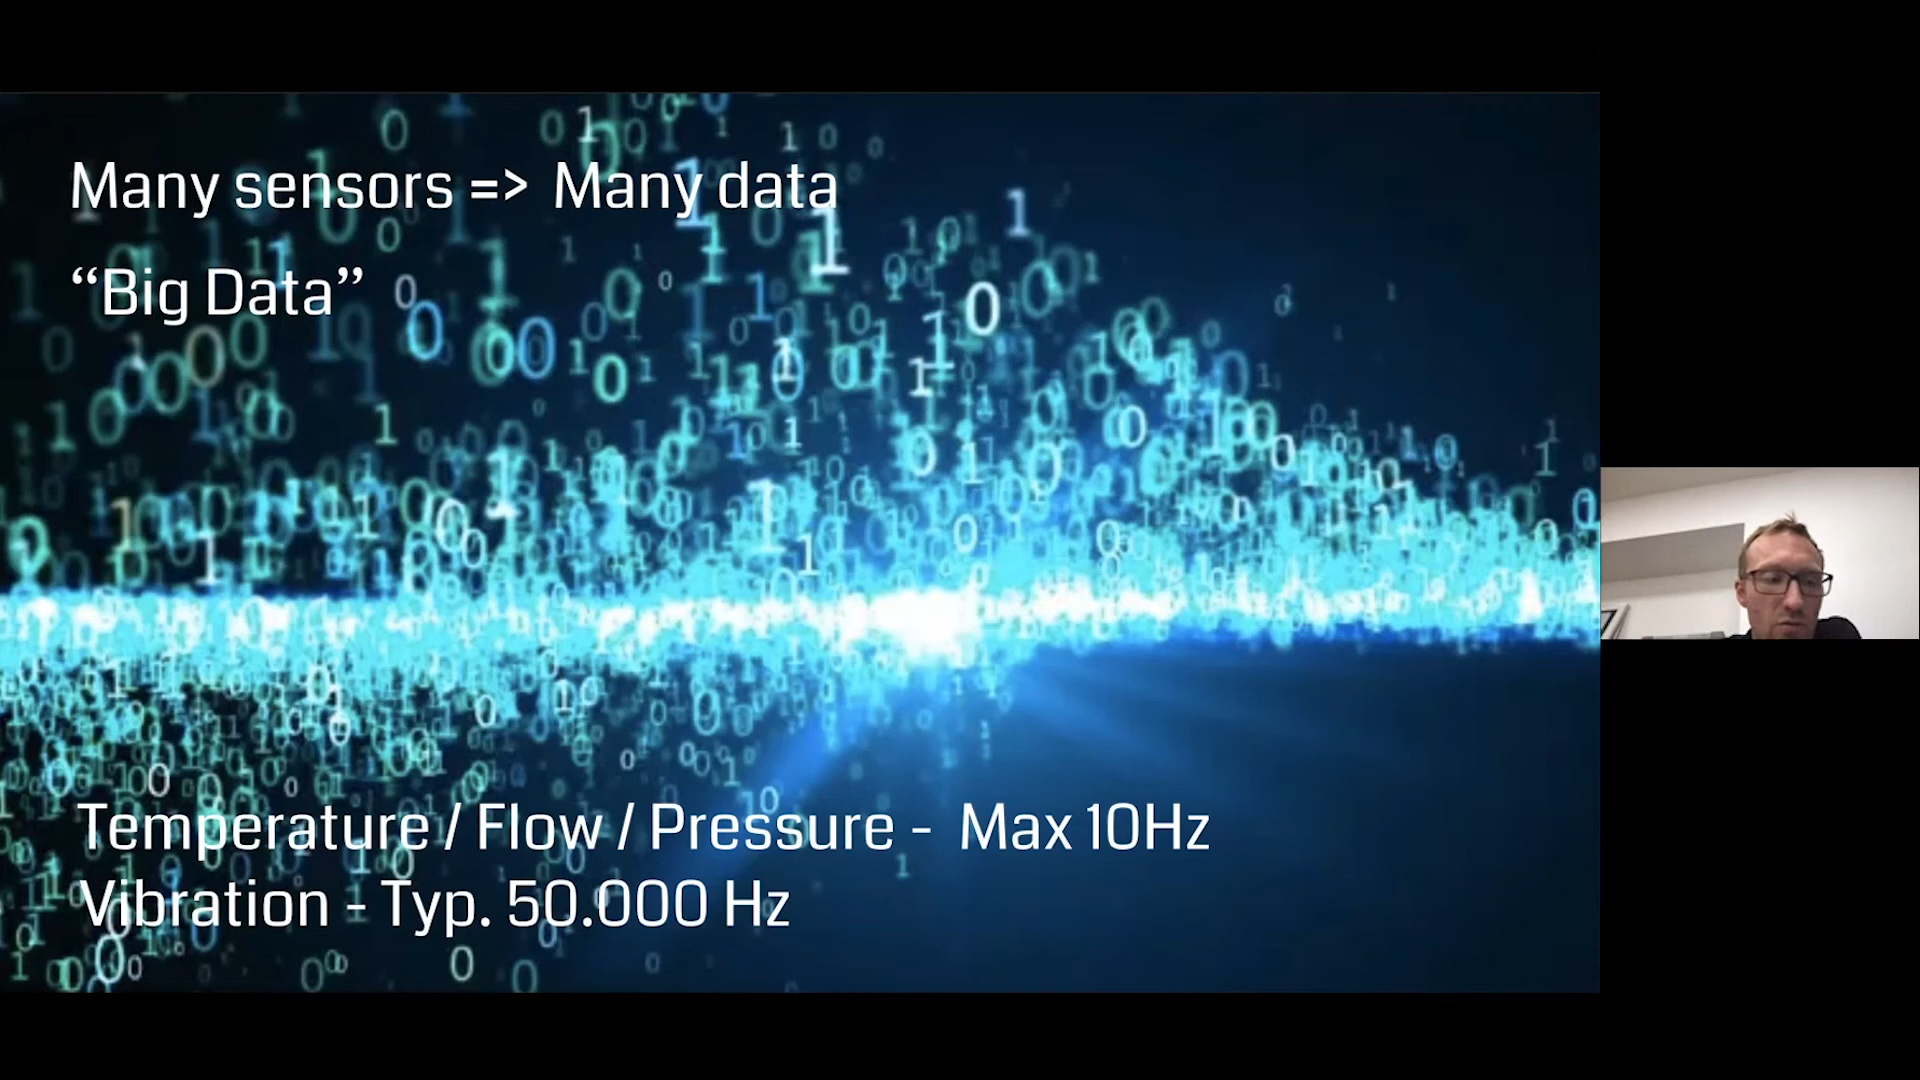 Many sensors => Many data
“Big Data”
Temperature / Flow / Pressure - Max 10Hz
Vibration - Typ. 50.000 Hz